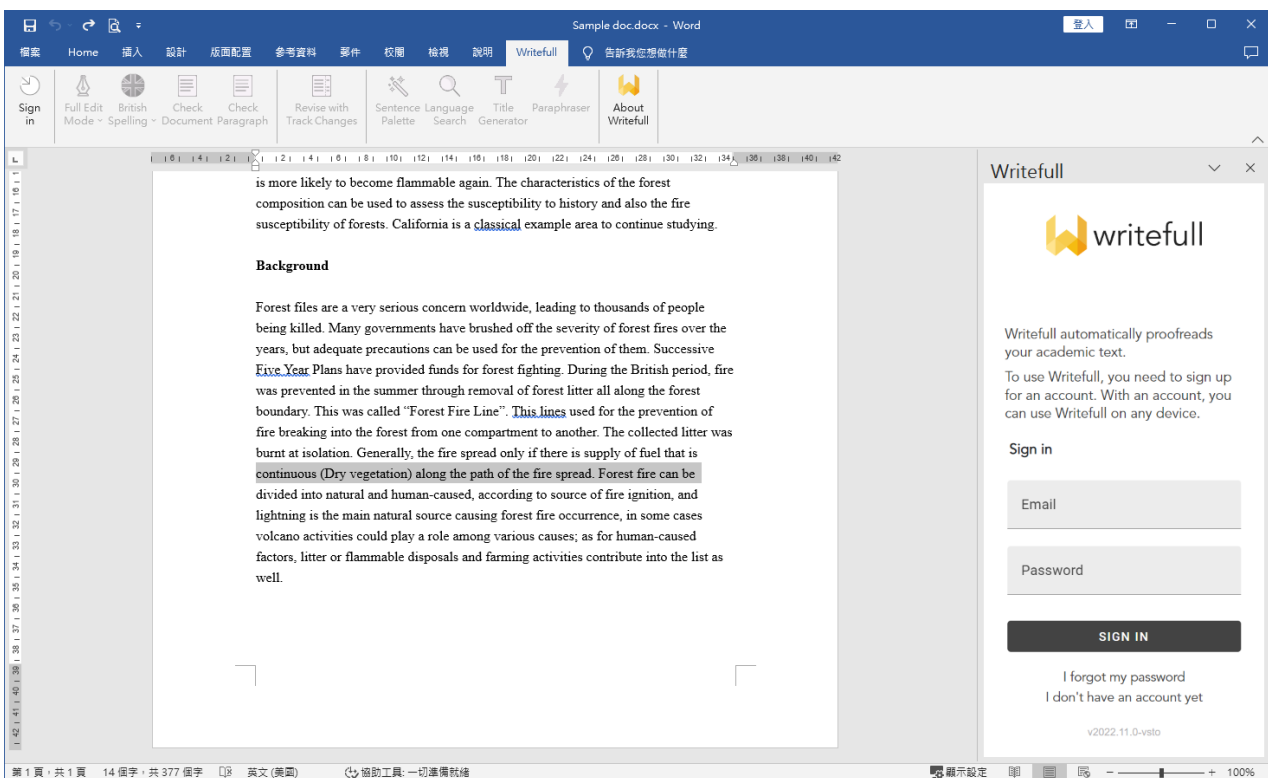 Sample doc.docx - Word
登入
檔案 Home 插入 設計 版面配置 參考資料 郵件 校閱 檢視 說明 Writefull 告訴我您想做什麼
Sign in
Full Edit Mode
British Spelling
Check Document
Check Paragraph
Revise with Track Changes
Sentence Palette
Language Search
Title Generator
Paraphraser
About Writefull
is more likely to become flammable again. The characteristics of the forest
composition can be used to assess the susceptibility to history and also the fire
susceptibility of forests. California is a classical example area to continue studying.
Background
Forest files are a very serious concern worldwide, leading to thousands of people
being killed. Many governments have brushed off the severity of forest fires over the
years, but adequate precautions can be used for the prevention of them. Successive
Five Year Plans have provided funds for forest fighting. During the British period, fire
was prevented in the summer through removal of forest litter all along the forest
boundary. This was called “Forest Fire Line”. This lines used for the prevention of
fire breaking into the forest from one compartment to another. The collected litter was
burnt at isolation. Generally, the fire spread only if there is supply of fuel that is
continuous (Dry vegetation) along the path of the fire spread. Forest fire can be
divided into natural and human-caused, according to source of fire ignition, and
lightning is the main natural source causing forest fire occurrence, in some cases
volcano activities could play a role among various causes; as for human-caused
factors, litter or flammable disposals and farming activities contribute into the list as
well.
Writefull
writefull
Writefull automatically proofreads
your academic text.
To use Writefull, you need to sign up
for an account. With an account, you
can use Writefull on any device.
Sign in
Email
Password
SIGN IN
I forgot my password
I don't have an account yet
v2022.11.0-vsto
第 1 頁，共 1 頁 14 個字，共 377 個字 英文 (美國) 協助工具: 一切準備就緒 顯示設定 100%